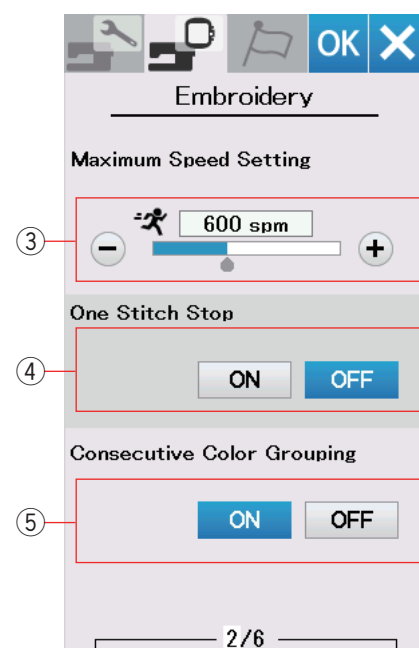 OK
Embroidery
Maximum Speed Setting
③
600 spm
One Stitch Stop
④
ON OFF
Consecutive Color Grouping
⑤
ON OFF
2/6